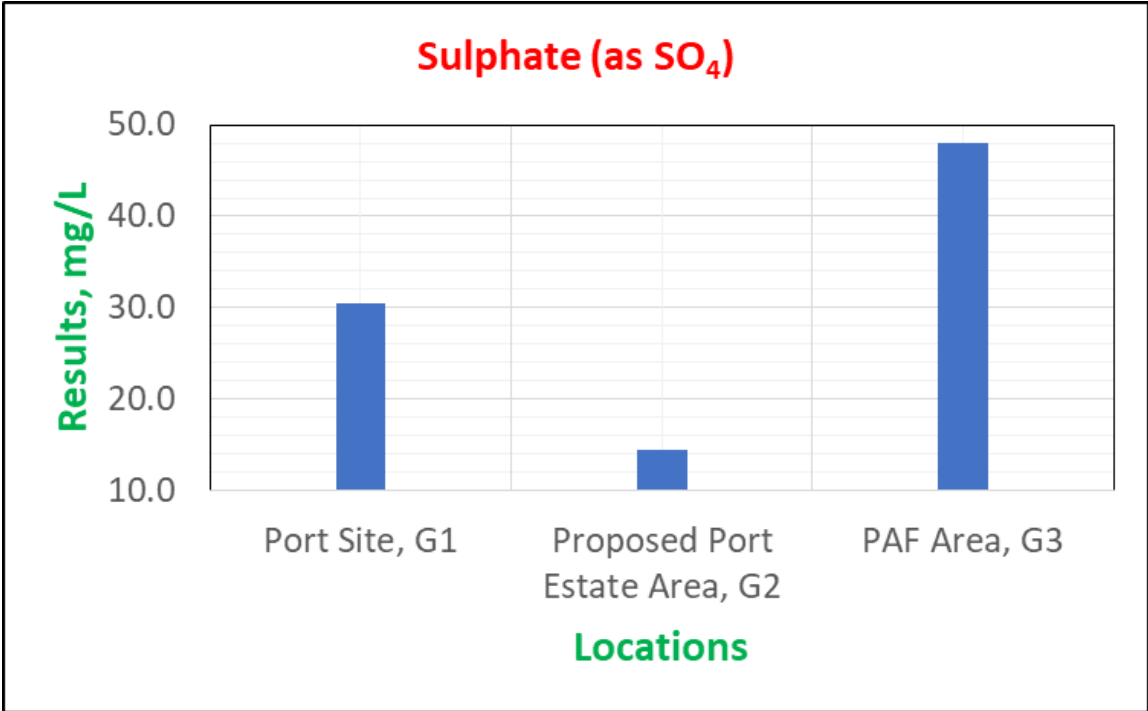 Sulphate (as SO₄)
Results, mg/L
50.0
40.0
30.0
20.0
10.0
Port Site, G1
Proposed Port
Estate Area, G2
PAF Area, G3
Locations